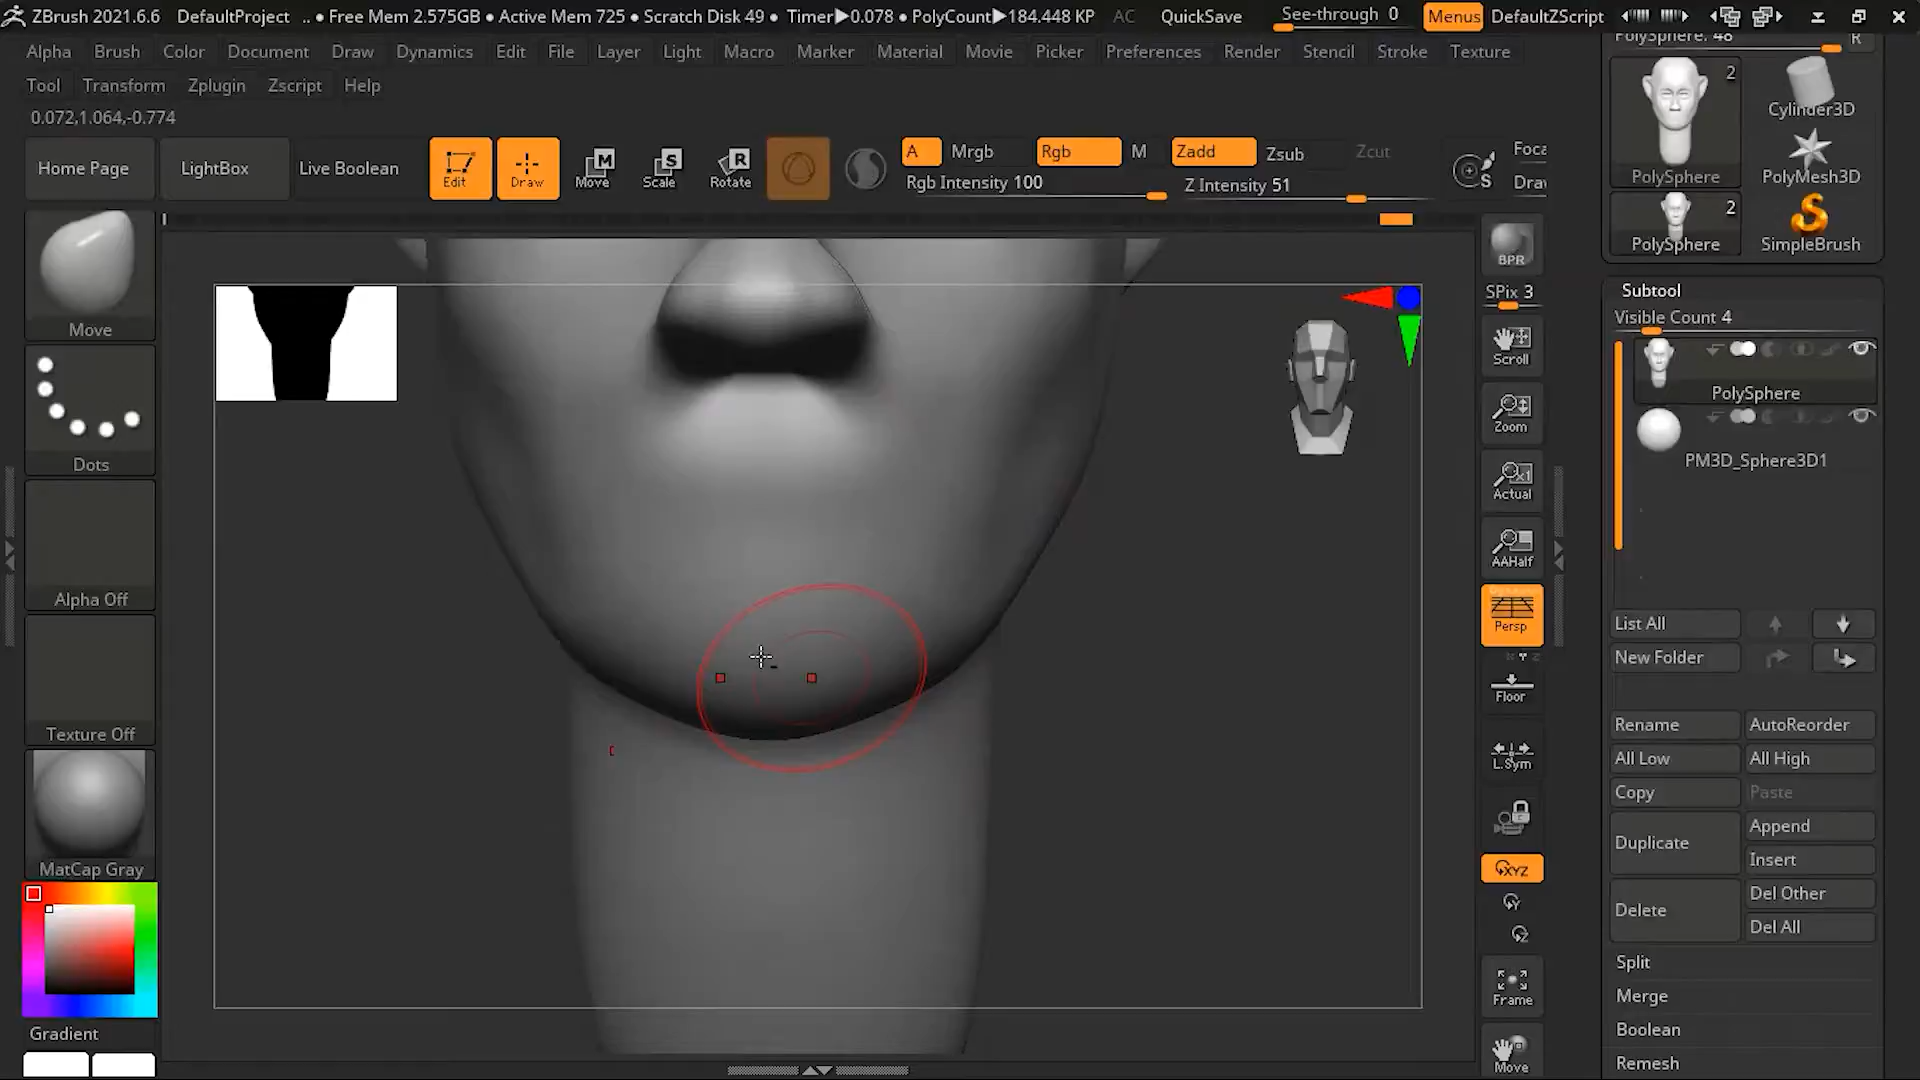 ZBrush 2021.6.6 DefaultProject .. • Free Mem 2.575GB • Active Mem 725 • Scratch Disk 49 • Timer▶0.078 • PolyCount▶184.448 KP AC QuickSave See-through 0 Menus DefaultZScript
Alpha Brush Color Document Draw Dynamics Edit File Layer Light Macro Marker Material Movie Picker Preferences Render Stencil Stroke Texture
Tool Transform Zplugin Zscript Help
0.072,1.064,-0.774
Home Page LightBox Live Boolean Edit Draw Move Scale Rotate
M S R
A Mrgb Rgb M Zadd Zsub Zcut
Rgb Intensity 100 Z Intensity 51
S
Foca
Drav
Move
Dots
Alpha Off
Texture Off
MatCap Gray
Gradient
BPR
SPix 3
Scroll
Zoom
Actual
AAHalf
Persp
Floor
L.Sym
XYZ
Y
Z
Frame
Move
PolySphere. 48 R
2
PolySphere
Cylinder3D
PolyMesh3D
2
PolySphere
SimpleBrush
Subtool
Visible Count 4
PolySphere
PM3D_Sphere3D1
List All
New Folder
Rename AutoReorder
All Low All High
Copy Paste
Duplicate Append
Insert
Delete Del Other
Del All
Split
Merge
Boolean
Remesh